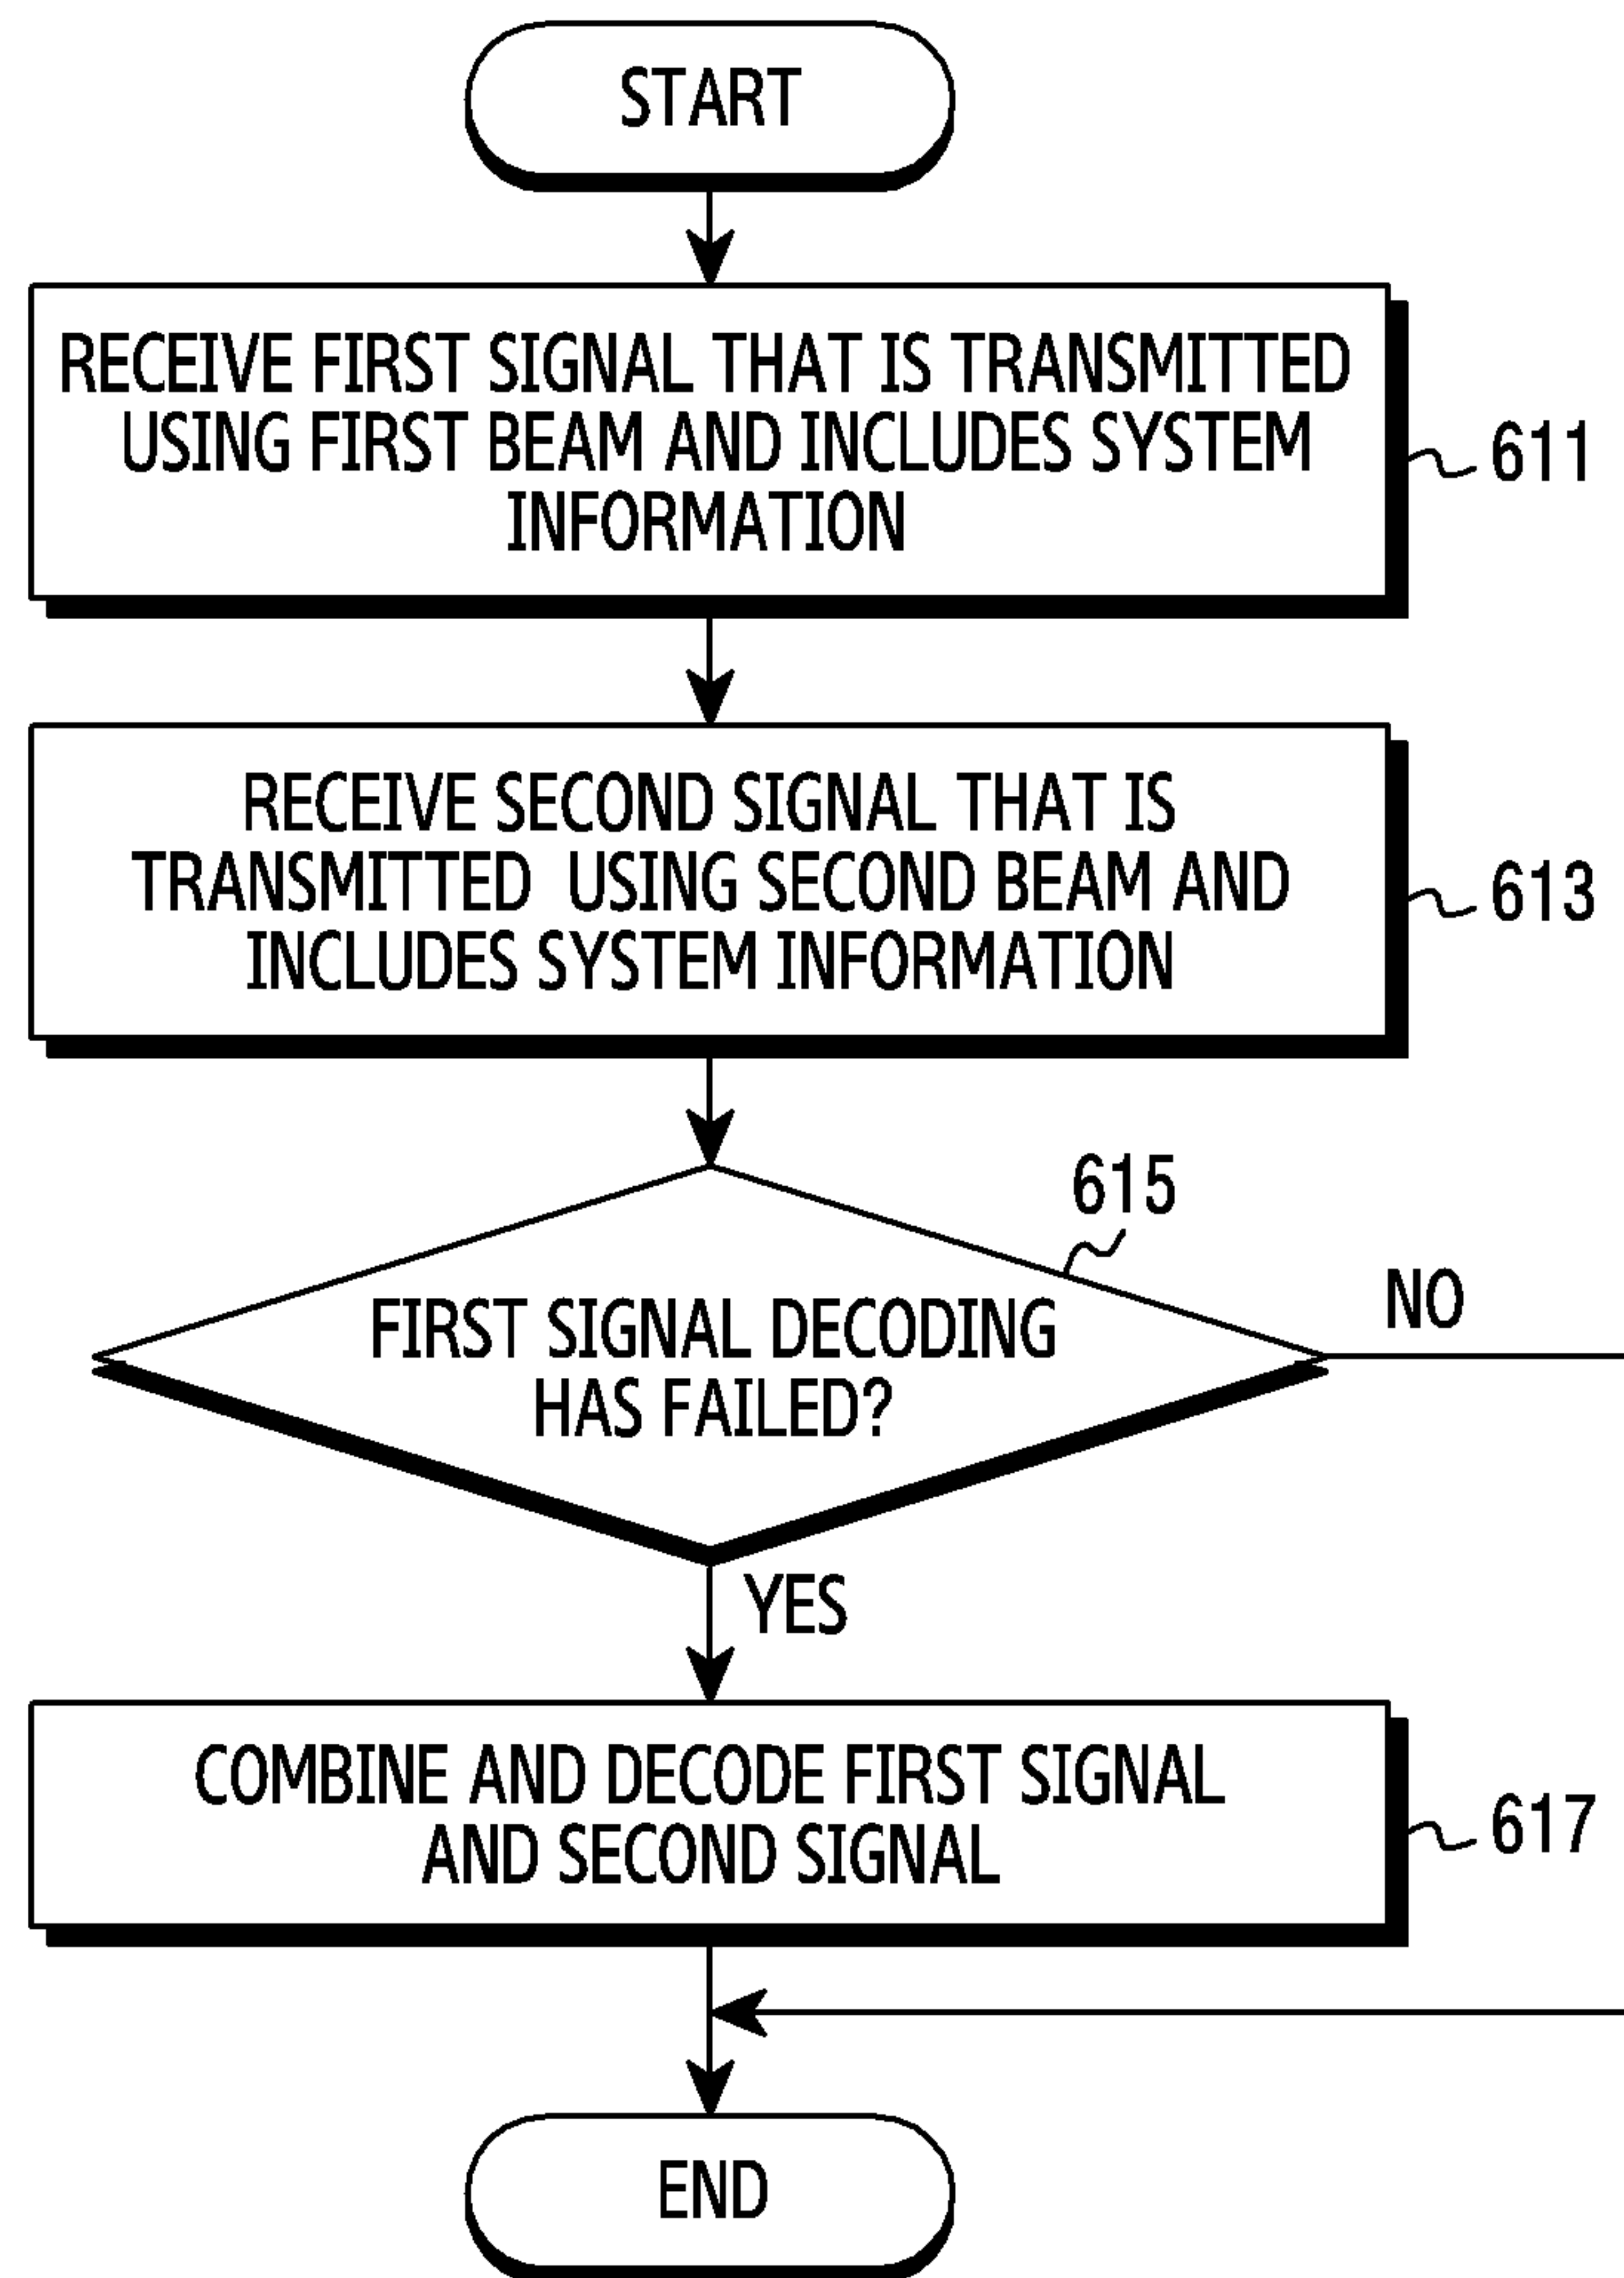 START
RECEIVE FIRST SIGNAL THAT IS TRANSMITTED
USING FIRST BEAM AND INCLUDES SYSTEM
INFORMATION
611
RECEIVE SECOND SIGNAL THAT IS
TRANSMITTED USING SECOND BEAM AND
INCLUDES SYSTEM INFORMATION
613
615
FIRST SIGNAL DECODING
HAS FAILED?
NO
YES
COMBINE AND DECODE FIRST SIGNAL
AND SECOND SIGNAL
617
END